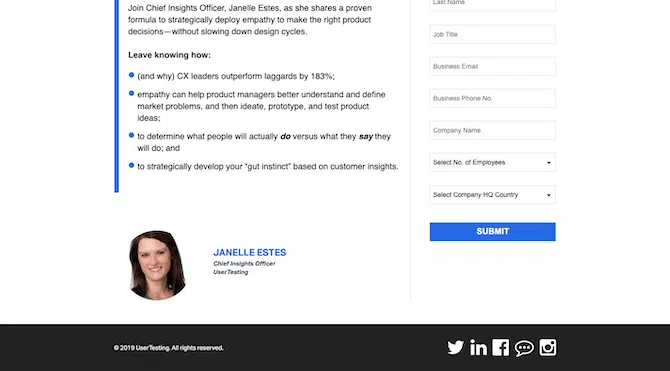 Join Chief Insights Officer, Janelle Estes, as she shares a proven
formula to strategically deploy empathy to make the right product
decisions—without slowing down design cycles.
Leave knowing how:
(and why) CX leaders outperform laggards by 183%;
empathy can help product managers better understand and define
market problems, and then ideate, prototype, and test product
ideas;
to determine what people will actually do versus what they say they
will do; and
to strategically develop your “gut instinct” based on customer insights.
JANELLE ESTES
Chief Insights Officer
UserTesting
Last Name
Job Title
Business Email
Business Phone No.
Company Name
Select No. of Employees
Select Company HQ Country
SUBMIT
© 2019 UserTesting. All rights reserved.